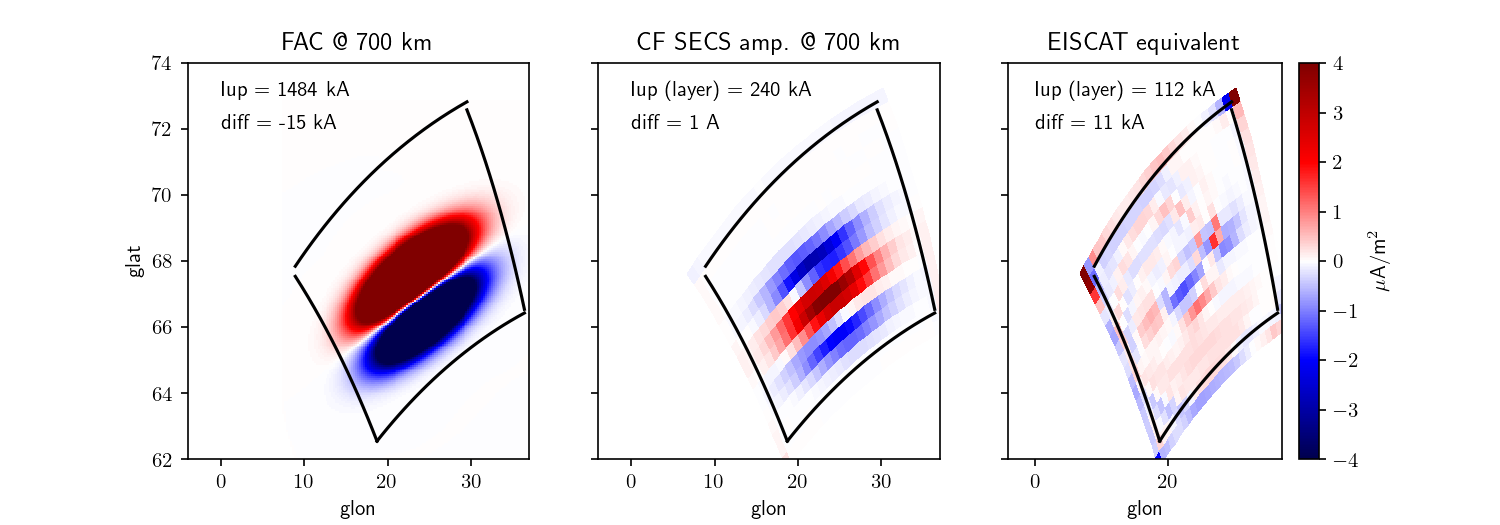 FAC @ 700 km
CF SECS amp. @ 700 km
EISCAT equivalent
Iup = 1484 kA
diff = -15 kA
Iup (layer) = 240 kA
diff = 1 A
Iup (layer) = 112 kA
diff = 11 kA
74
72
70
68
66
64
62
glat
0 10 20 30
glon
0 10 20 30
glon
0 20
glon
4
3
2
1
0
−1
−2
−3
−4
μA/m²